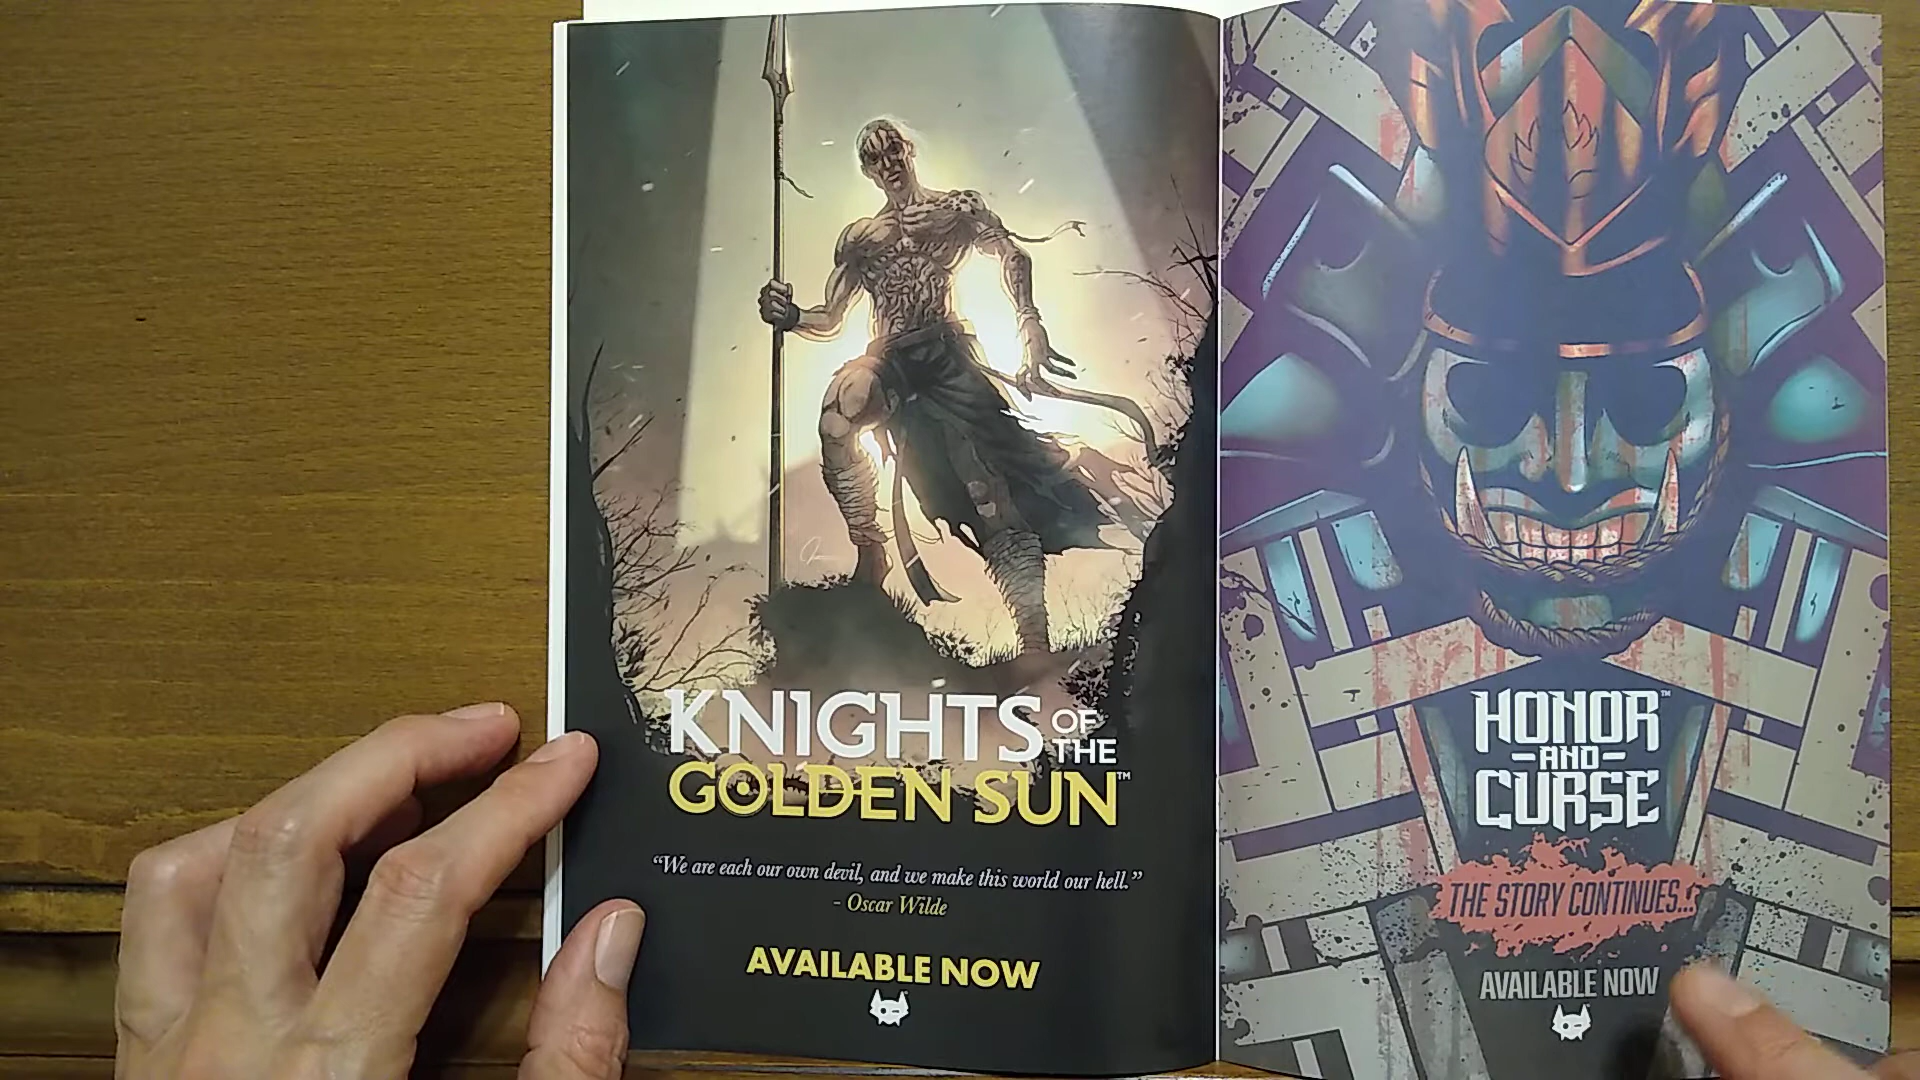 KNIGHTS OF THE
GOLDEN SUN™
“We are each our own devil, and we make this world our hell.”
- Oscar Wilde
AVAILABLE NOW
HONOR™
-AND-
CURSE
THE STORY CONTINUES...
AVAILABLE NOW